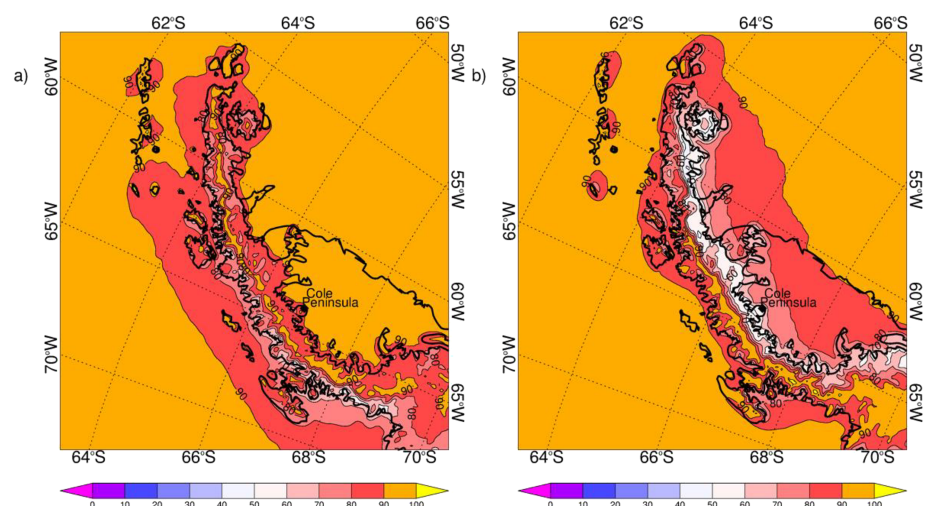 62°S 64°S 66°S 62°S 64°S 66°S
a) 60°W 50°W b) 60°W 50°W
55°W 55°W
65°W 65°W
Cole Cole
Peninsula Peninsula
60°W 60°W
70°W 70°W
65°W 65°W
64°S 66°S 68°S 70°S 64°S 66°S 68°S 70°S
0 10 20 30 40 50 60 70 80 90 100 0 10 20 30 40 50 60 70 80 90 100